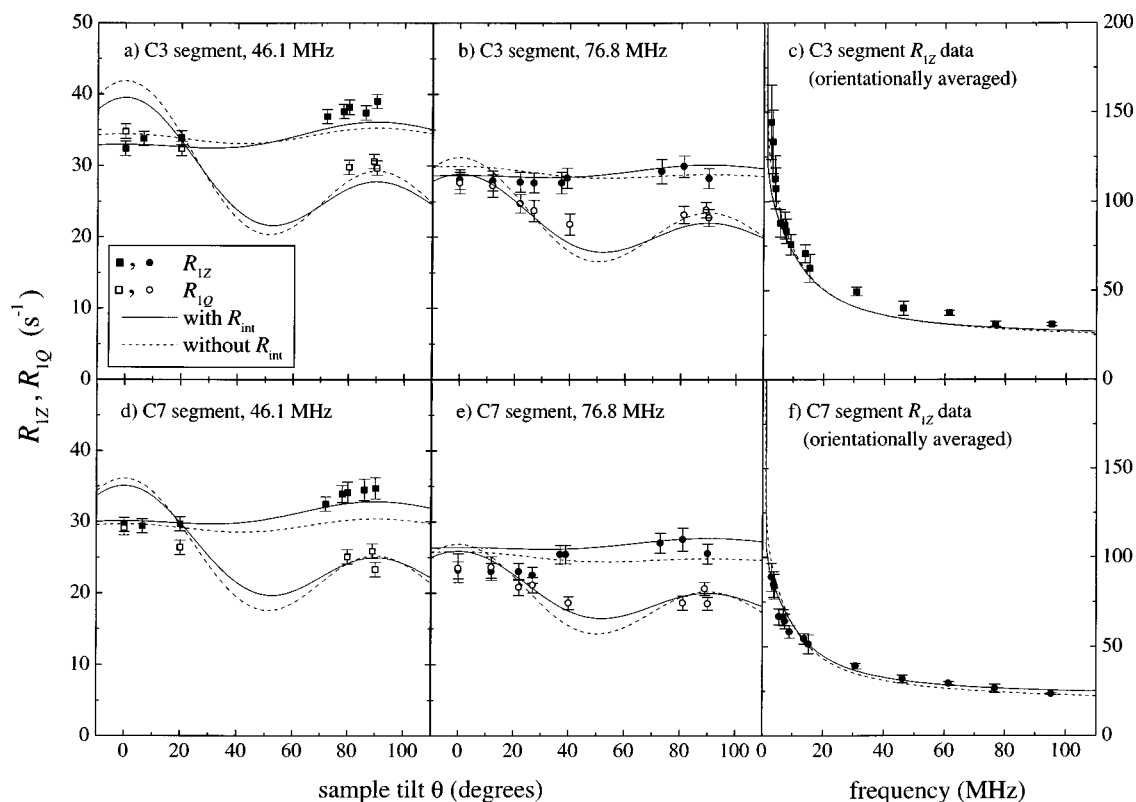 50
40
30
20
10
0
40
30
20
10
0
R1Z, R1Q (s-1)
a) C3 segment, 46.1 MHz
b) C3 segment, 76.8 MHz
c) C3 segment R1Z data
(orientationally averaged)
200
150
100
50
0
■ , ● R1Z
□ , ○ R1Q
with Rint
without Rint
d) C7 segment, 46.1 MHz
e) C7 segment, 76.8 MHz
f) C7 segment R1Z data
(orientationally averaged)
150
100
50
0
0 20 40 60 80 100
0 20 40 60 80 100
0 20 40 60 80 100
sample tilt θ (degrees)
frequency (MHz)